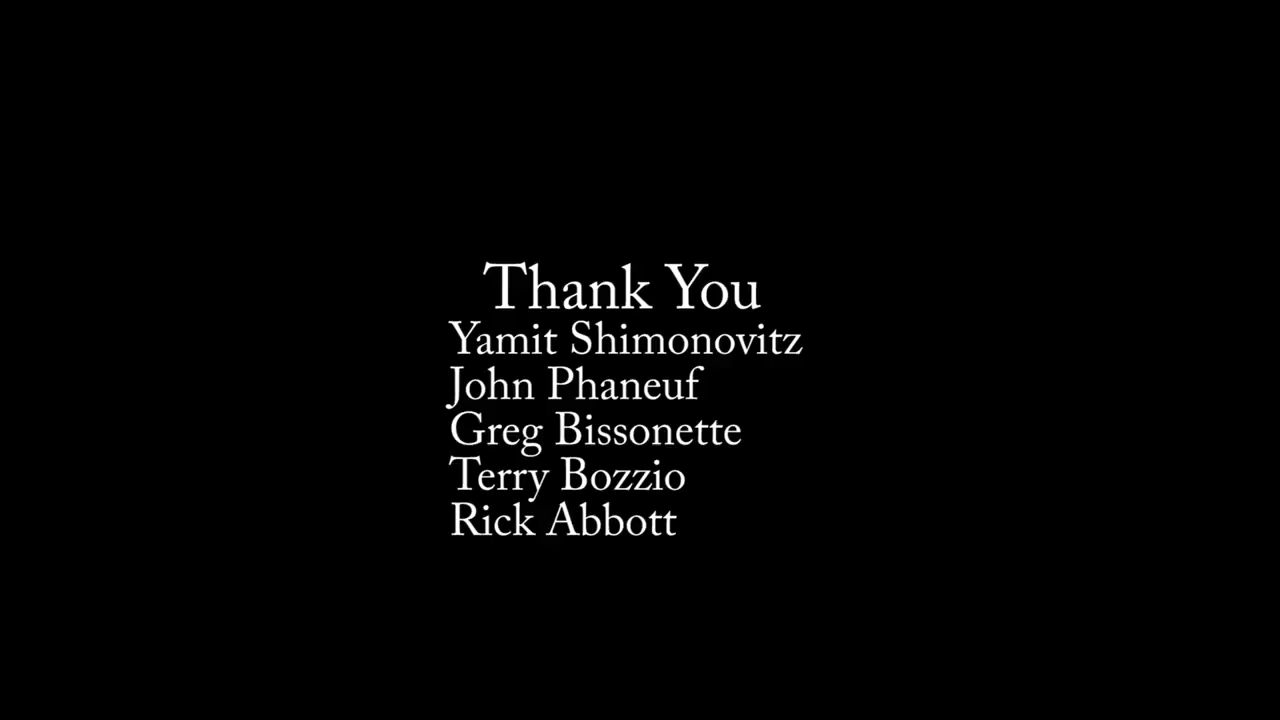 Thank You
Yamit Shimonovitz
John Phaneuf
Greg Bissonette
Terry Bozzio
Rick Abbott